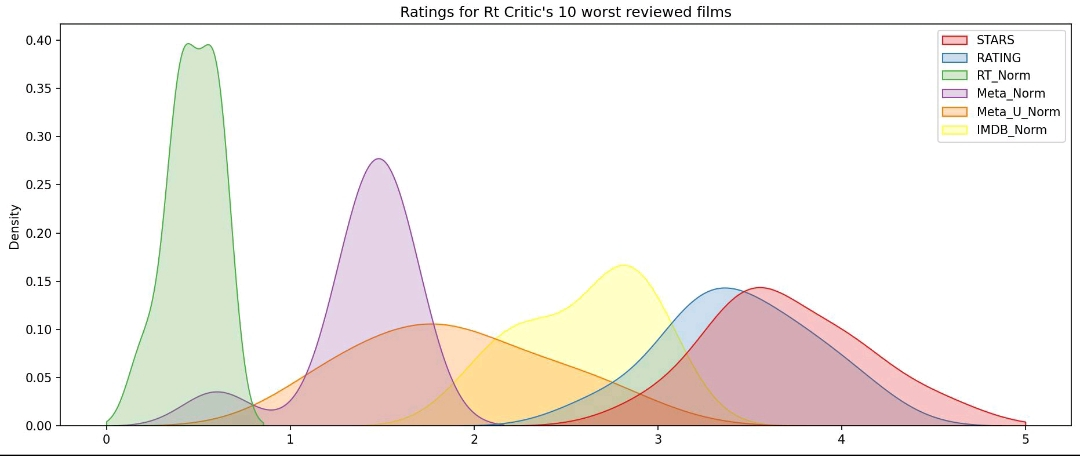 Ratings for Rt Critic's 10 worst reviewed films
Density
0.40
0.35
0.30
0.25
0.20
0.15
0.10
0.05
0.00
0 1 2 3 4 5
STARS
RATING
RT_Norm
Meta_Norm
Meta_U_Norm
IMDB_Norm